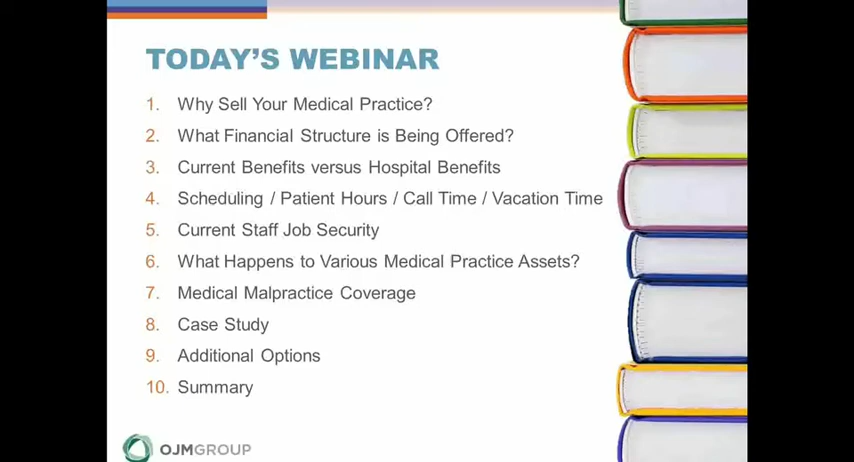 TODAY'S WEBINAR
1. Why Sell Your Medical Practice?
2. What Financial Structure is Being Offered?
3. Current Benefits versus Hospital Benefits
4. Scheduling / Patient Hours / Call Time / Vacation Time
5. Current Staff Job Security
6. What Happens to Various Medical Practice Assets?
7. Medical Malpractice Coverage
8. Case Study
9. Additional Options
10. Summary
OJMGROUP